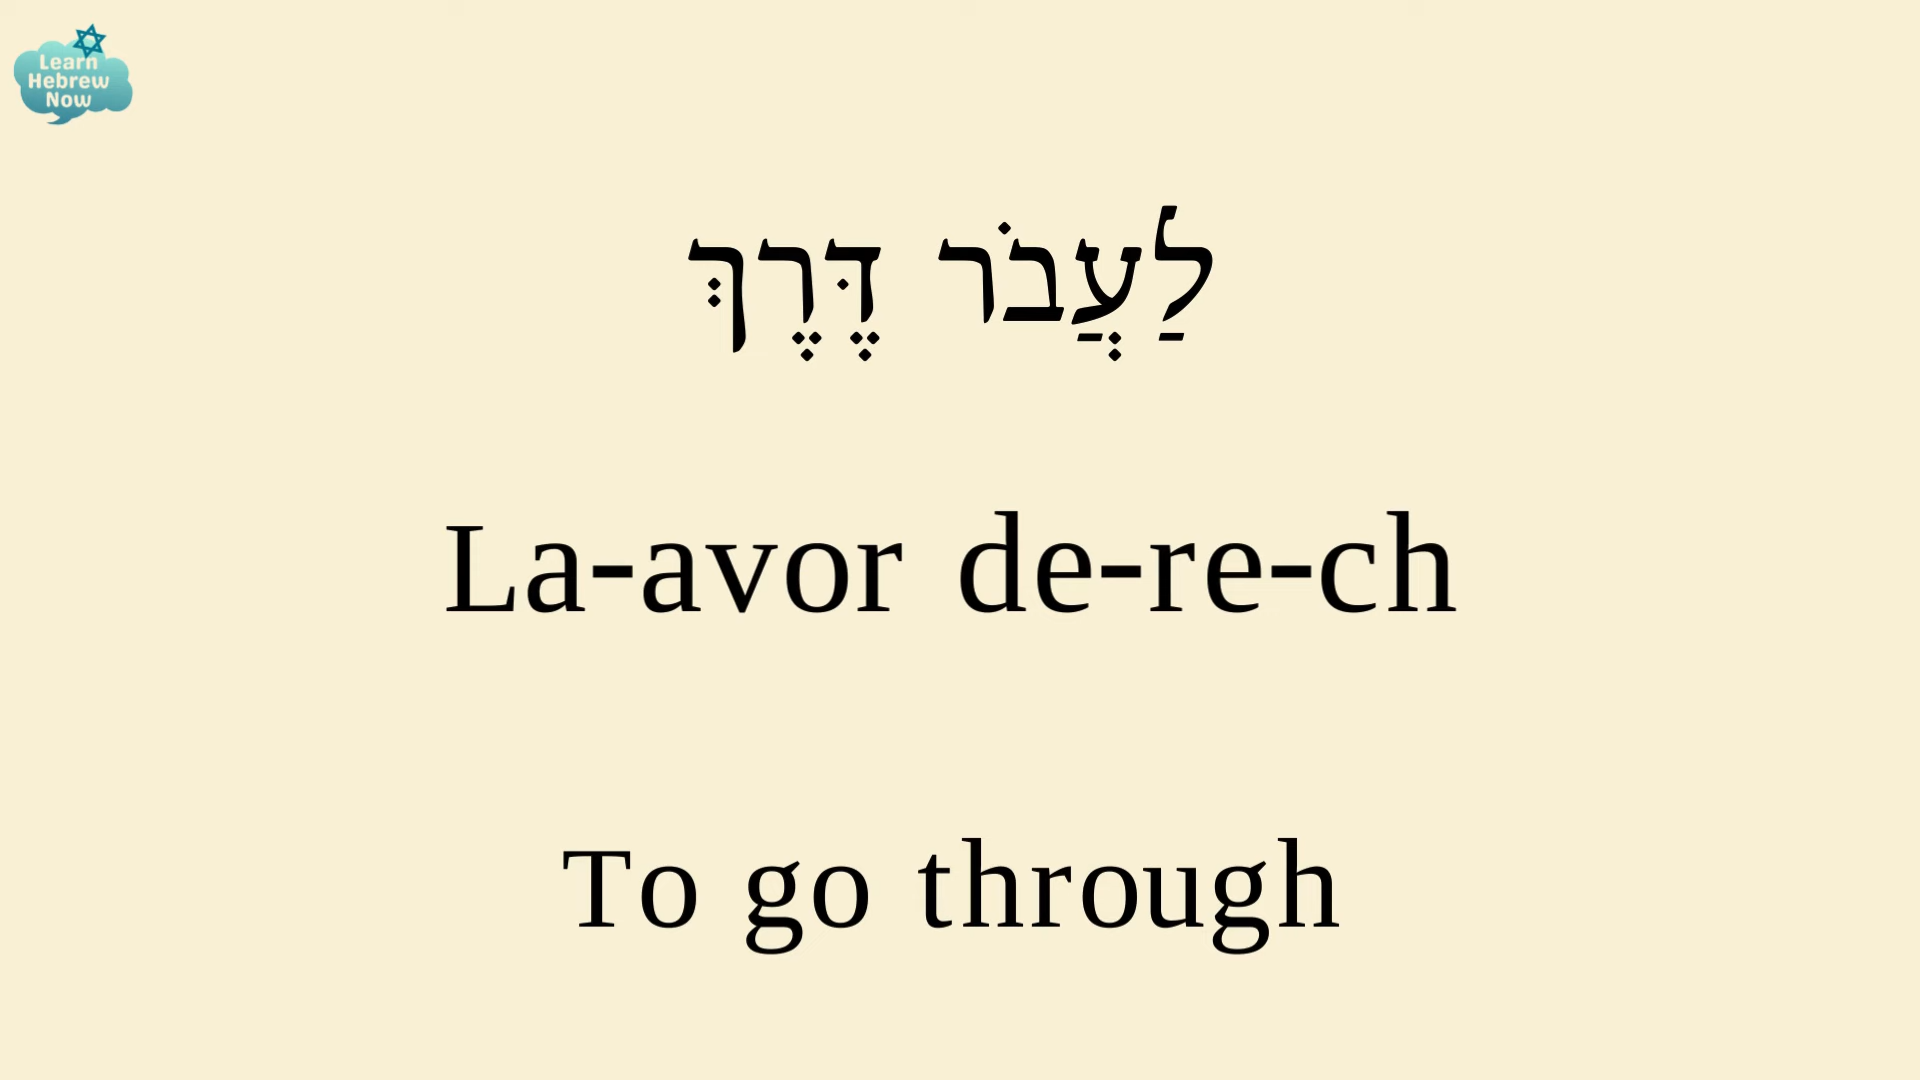 Learn
Hebrew
Now
לַעֲבֹר דֶּרֶךְ
La-avor de-re-ch
To go through